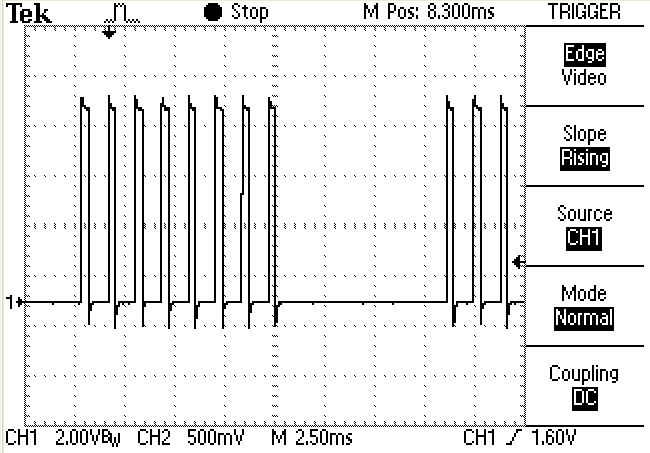 Tek Stop M Pos: 8.300ms TRIGGER
Edge
Video
Slope
Rising
Source
CH1
1
Mode
Normal
Coupling
DC
CH1 2.00VBw CH2 500mV M 2.50ms CH1 1.60V